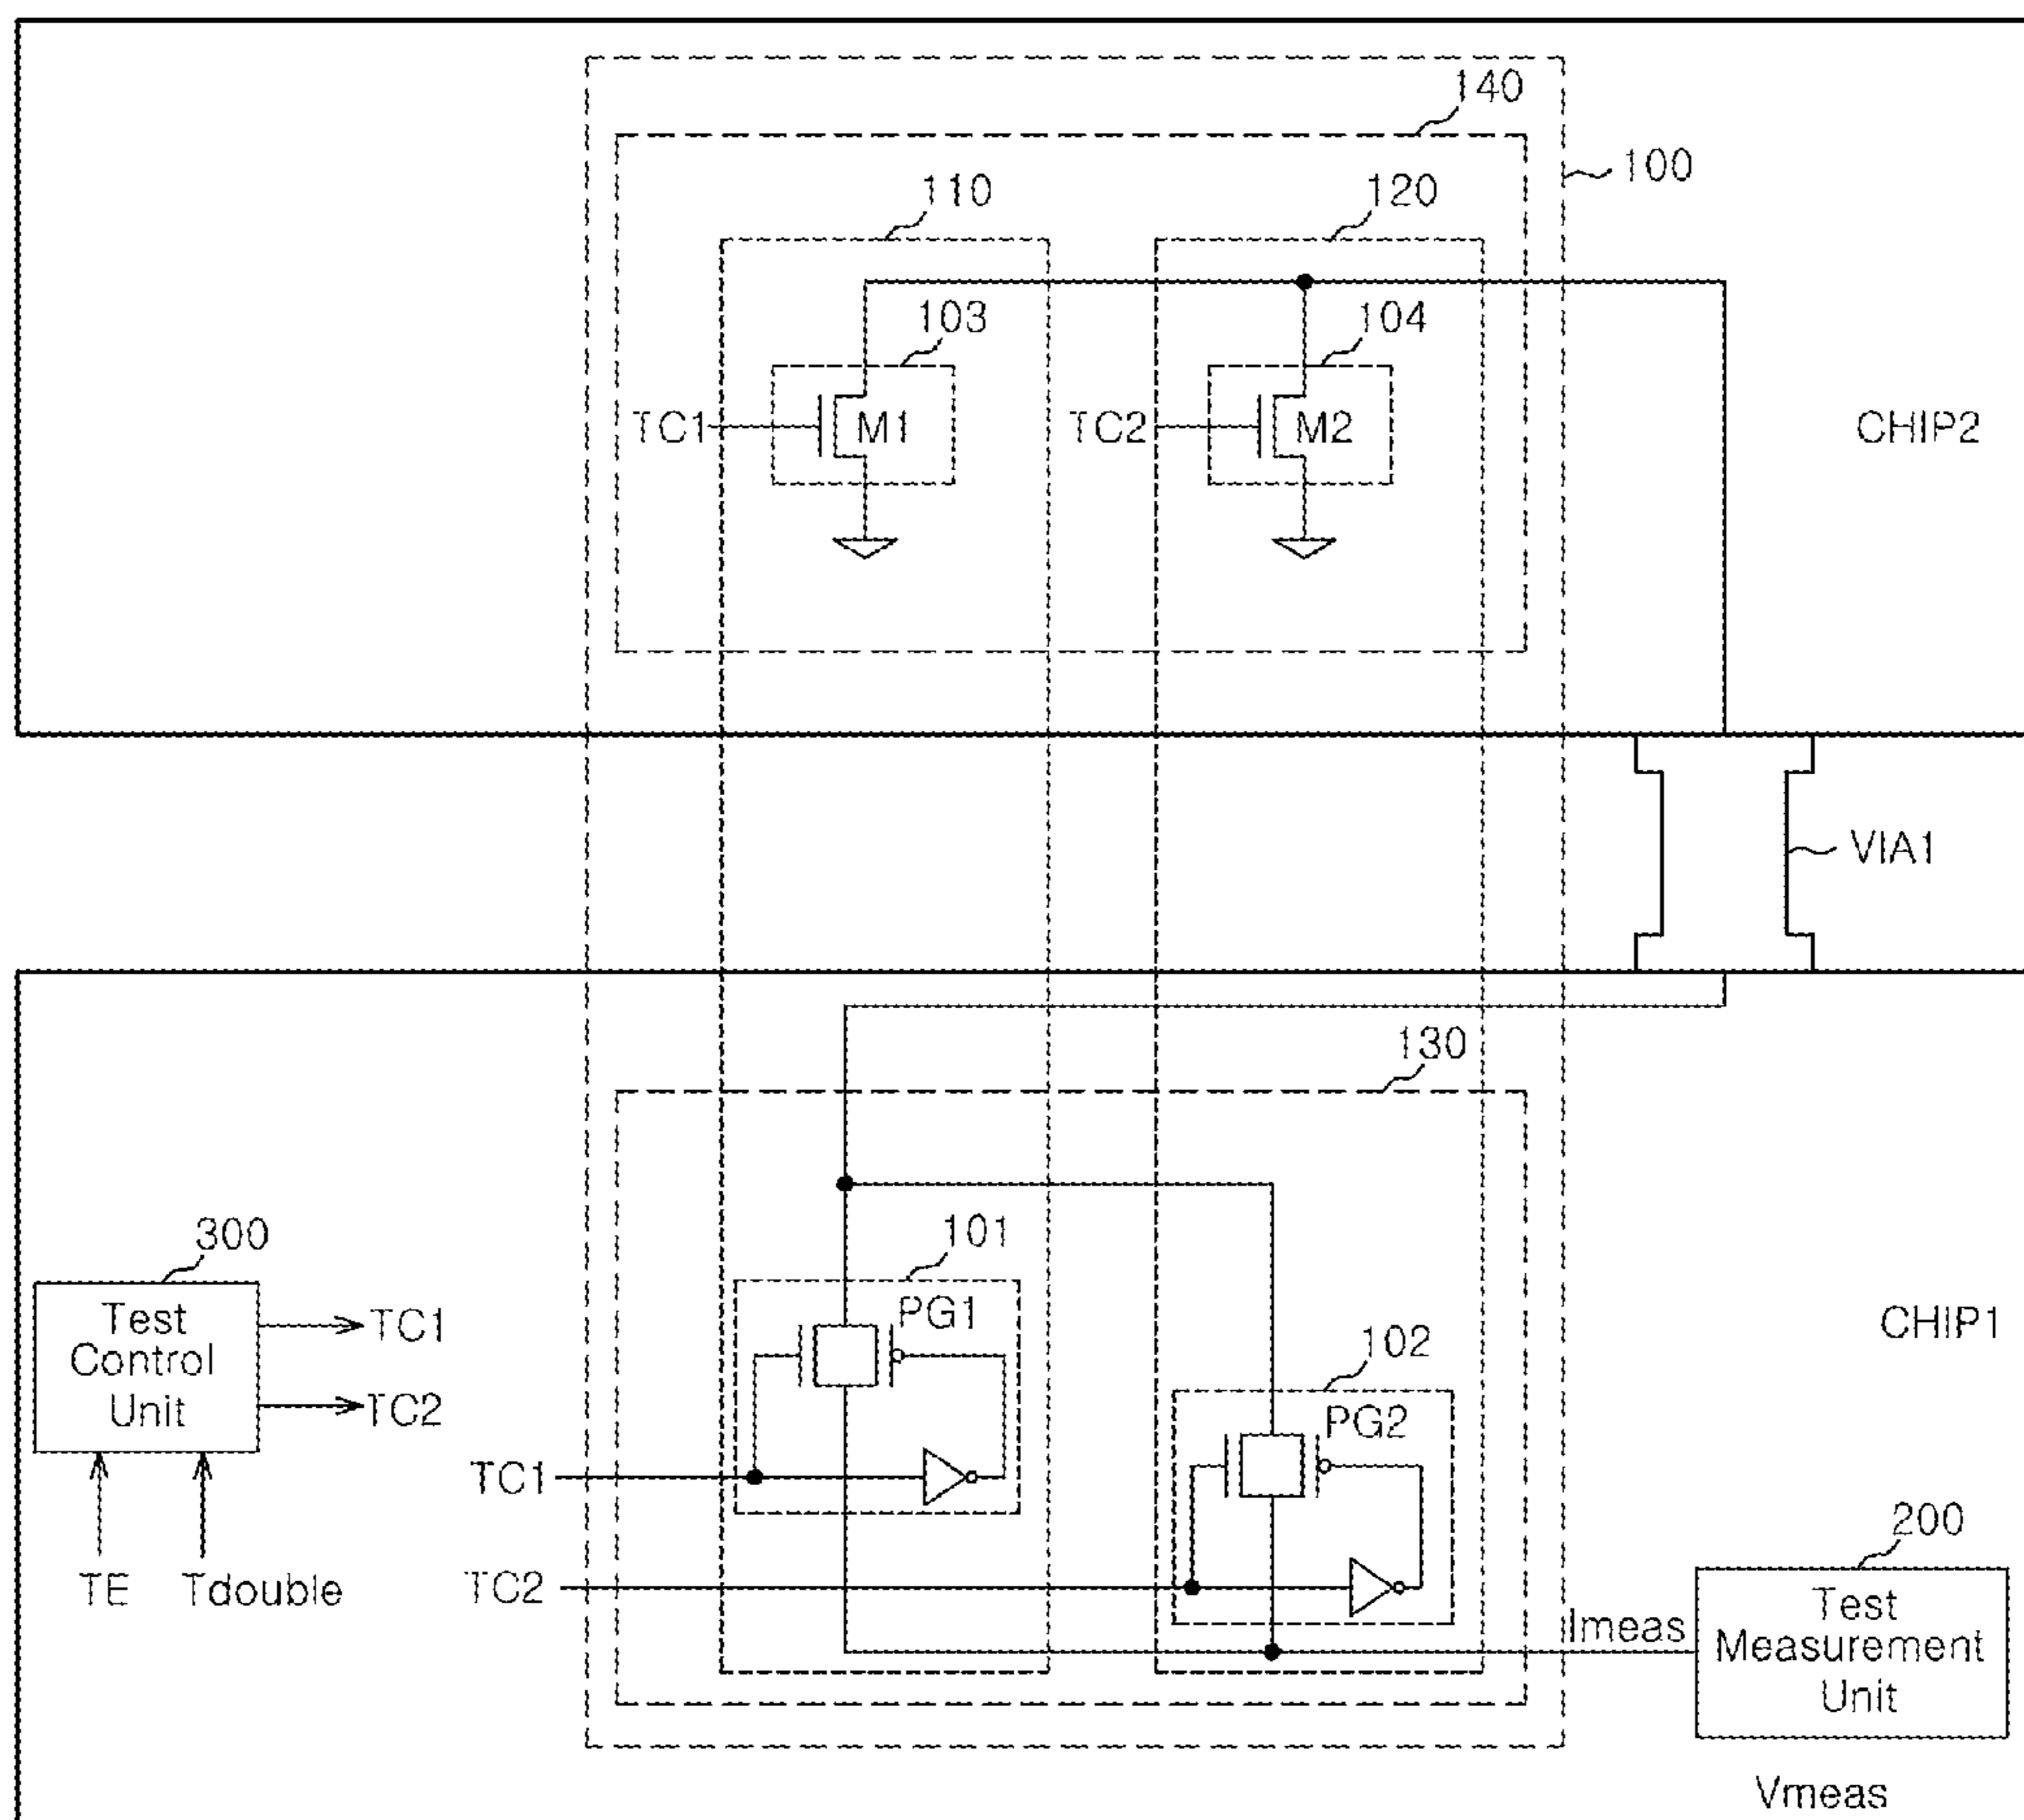 140
100
110
120
103
104
TC1
M1
TC2
M2
CHIP2
VIA1
130
300
101
Test
Control
Unit
TC1
TC2
PG1
CHIP1
102
PG2
TC1
TC2
TE
Tdouble
200
Imeas
Test
Measurement
Unit
Vmeas